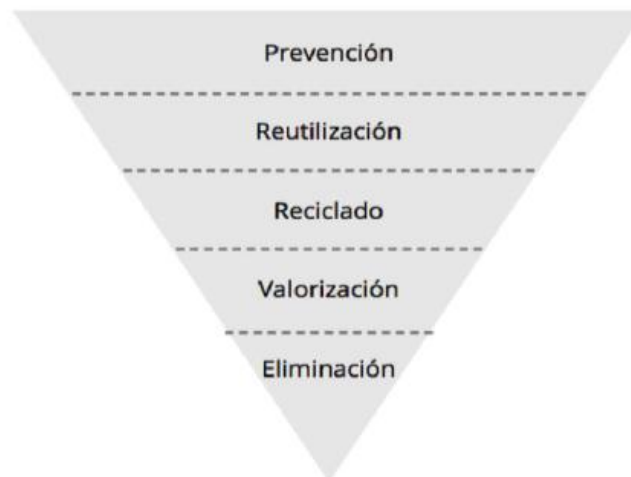 Prevención
Reutilización
Reciclado
Valorización
Eliminación